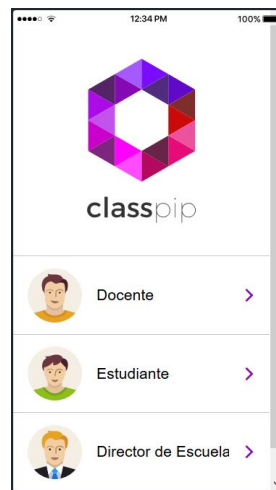 12:34 PM
100%
classpip
Docente
Estudiante
Director de Escuela